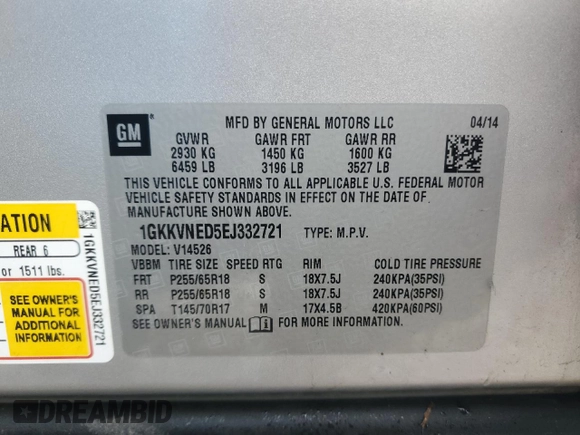 GM
MFD BY GENERAL MOTORS LLC 04/14
GVWR GAWR FRT GAWR RR
2930 KG 1450 KG 1600 KG
6459 LB 3196 LB 3527 LB
THIS VEHICLE CONFORMS TO ALL APPLICABLE U.S. FEDERAL MOTOR
VEHICLE SAFETY STANDARDS IN EFFECT ON THE DATE OF
MANUFACTURE SHOWN ABOVE.
1GKKVNED5EJ332721 TYPE: M.P.V.
MODEL: V14526
VBBM TIRE SIZE SPEED RTG RIM COLD TIRE PRESSURE
FRT P255/65R18 S 18X7.5J 240KPA(35PSI)
RR P255/65R18 S 18X7.5J 240KPA(35PSI)
SPA T145/70R17 M 17X4.5B 420KPA(60PSI)
SEE OWNER'S MANUAL FOR MORE INFORMATION
ATION
REAR 6
or 1511 lbs.
SEE OWNER'S
MANUAL FOR
ADDITIONAL
INFORMATION
1GKKVNED5EJ332721
DREAMBID